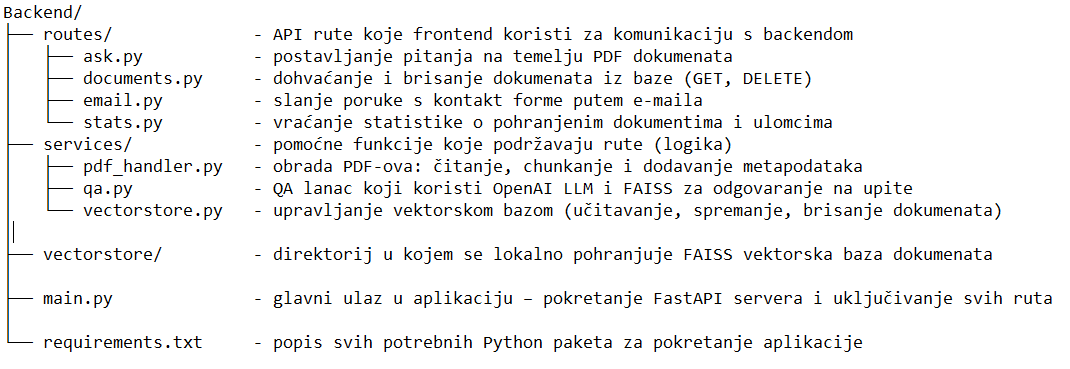 Backend/
├── routes/ - API rute koje frontend koristi za komunikaciju s backendom
│ ├── ask.py - postavljanje pitanja na temelju PDF dokumenata
│ ├── documents.py - dohvaćanje i brisanje dokumenata iz baze (GET, DELETE)
│ ├── email.py - slanje poruke s kontakt forme putem e-maila
│ └── stats.py - vraćanje statistike o pohranjenim dokumentima i ulomcima
├── services/ - pomoćne funkcije koje podržavaju rute (logika)
│ ├── pdf_handler.py - obrada PDF-ova: čitanje, chunkanje i dodavanje metapodataka
│ ├── qa.py - QA lanac koji koristi OpenAI LLM i FAISS za odgovaranje na upite
│ └── vectorstore.py - upravljanje vektorskom bazom (učitavanje, spremanje, brisanje dokumenata)
│
├── vectorstore/ - direktorij u kojem se lokalno pohranjuje FAISS vektorska baza dokumenata
│
├── main.py - glavni ulaz u aplikaciju – pokretanje FastAPI servera i uključivanje svih ruta
│
└── requirements.txt - popis svih potrebnih Python paketa za pokretanje aplikacije